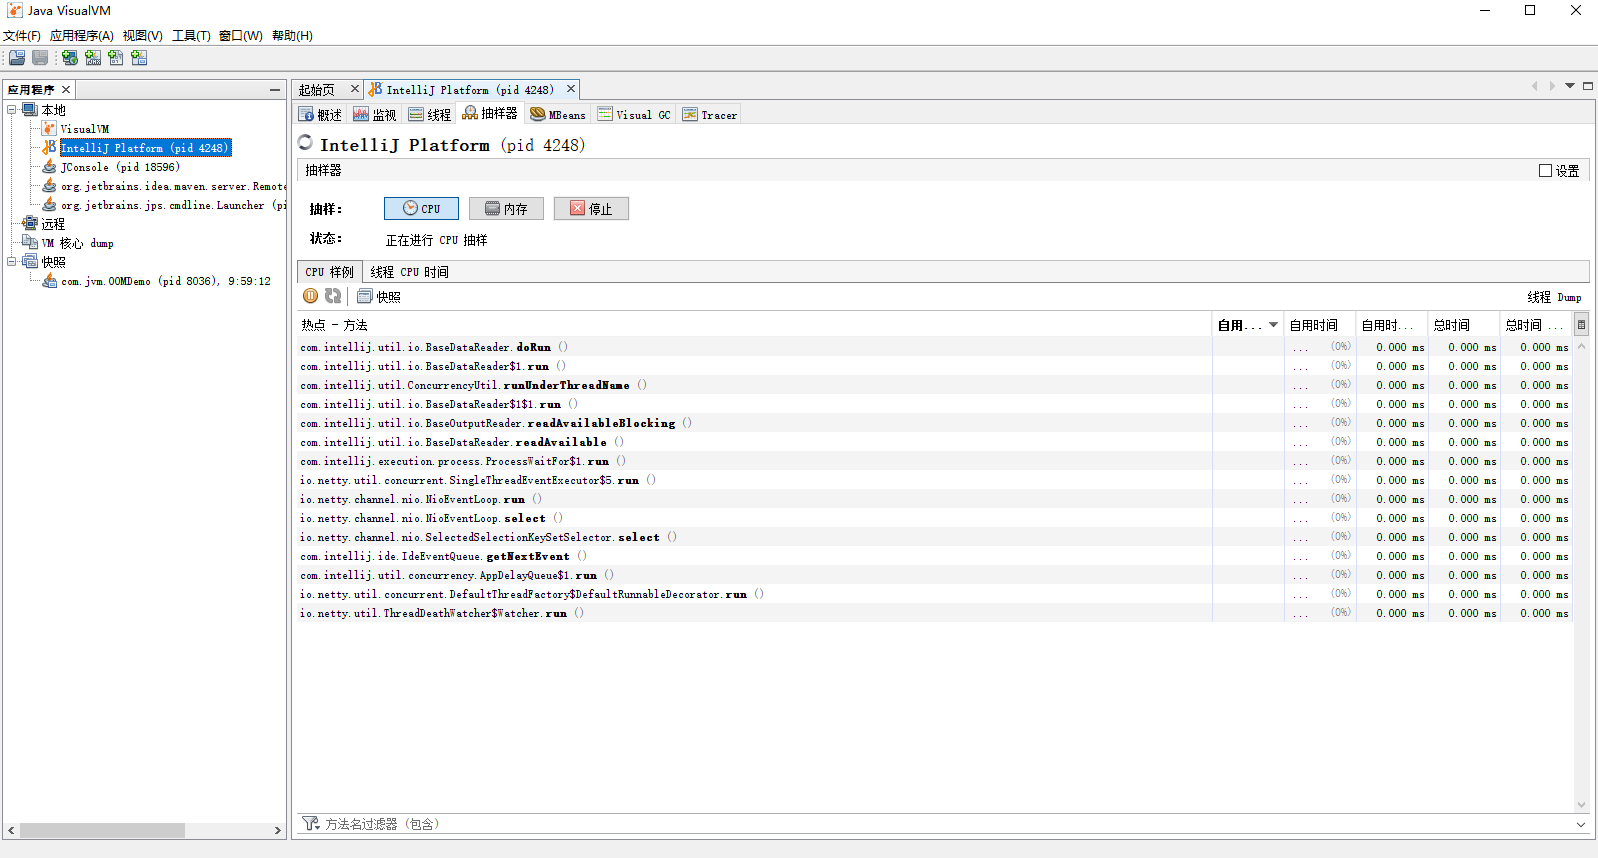 Java VisualVM
文件(F) 应用程序(A) 视图(V) 工具(T) 窗口(W) 帮助(H)
应用程序
本地
VisualVM
IntelliJ Platform (pid 4248)
JConsole (pid 18596)
org.jetbrains.idea.maven.server.Remote
org.jetbrains.jps.cmdline.Launcher (pi
远程
VM 核心 dump
快照
com.jvm.OOMDemo (pid 8036), 9:59:12
起始页 IntelliJ Platform (pid 4248)
概述 监视 线程 抽样器 MBeans Visual GC Tracer
IntelliJ Platform (pid 4248)
抽样器 设置
抽样: CPU 内存 停止
状态: 正在进行 CPU 抽样
CPU 样例 线程 CPU 时间
快照 线程 Dump
热点 - 方法 自用... 自用时间 自用时... 总时间 总时间 ...
com.intellij.util.io.BaseDataReader.doRun () ... (0%) 0.000 ms 0.000 ms 0.000 ms
com.intellij.util.io.BaseDataReader$1.run () ... (0%) 0.000 ms 0.000 ms 0.000 ms
com.intellij.util.ConcurrencyUtil.runUnderThreadName () ... (0%) 0.000 ms 0.000 ms 0.000 ms
com.intellij.util.io.BaseDataReader$1$1.run () ... (0%) 0.000 ms 0.000 ms 0.000 ms
com.intellij.util.io.BaseOutputReader.readAvailableBlocking () ... (0%) 0.000 ms 0.000 ms 0.000 ms
com.intellij.util.io.BaseDataReader.readAvailable () ... (0%) 0.000 ms 0.000 ms 0.000 ms
com.intellij.execution.process.ProcessWaitFor$1.run () ... (0%) 0.000 ms 0.000 ms 0.000 ms
io.netty.util.concurrent.SingleThreadEventExecutor$5.run () ... (0%) 0.000 ms 0.000 ms 0.000 ms
io.netty.channel.nio.NioEventLoop.run () ... (0%) 0.000 ms 0.000 ms 0.000 ms
io.netty.channel.nio.NioEventLoop.select () ... (0%) 0.000 ms 0.000 ms 0.000 ms
io.netty.channel.nio.SelectedSelectionKeySetSelector.select () ... (0%) 0.000 ms 0.000 ms 0.000 ms
com.intellij.ide.IdeEventQueue.getNextEvent () ... (0%) 0.000 ms 0.000 ms 0.000 ms
com.intellij.util.concurrency.AppDelayQueue$1.run () ... (0%) 0.000 ms 0.000 ms 0.000 ms
io.netty.util.concurrent.DefaultThreadFactory$DefaultRunnableDecorator.run () ... (0%) 0.000 ms 0.000 ms 0.000 ms
io.netty.util.ThreadDeathWatcher$Watcher.run () ... (0%) 0.000 ms 0.000 ms 0.000 ms
方法名过滤器 (包含)